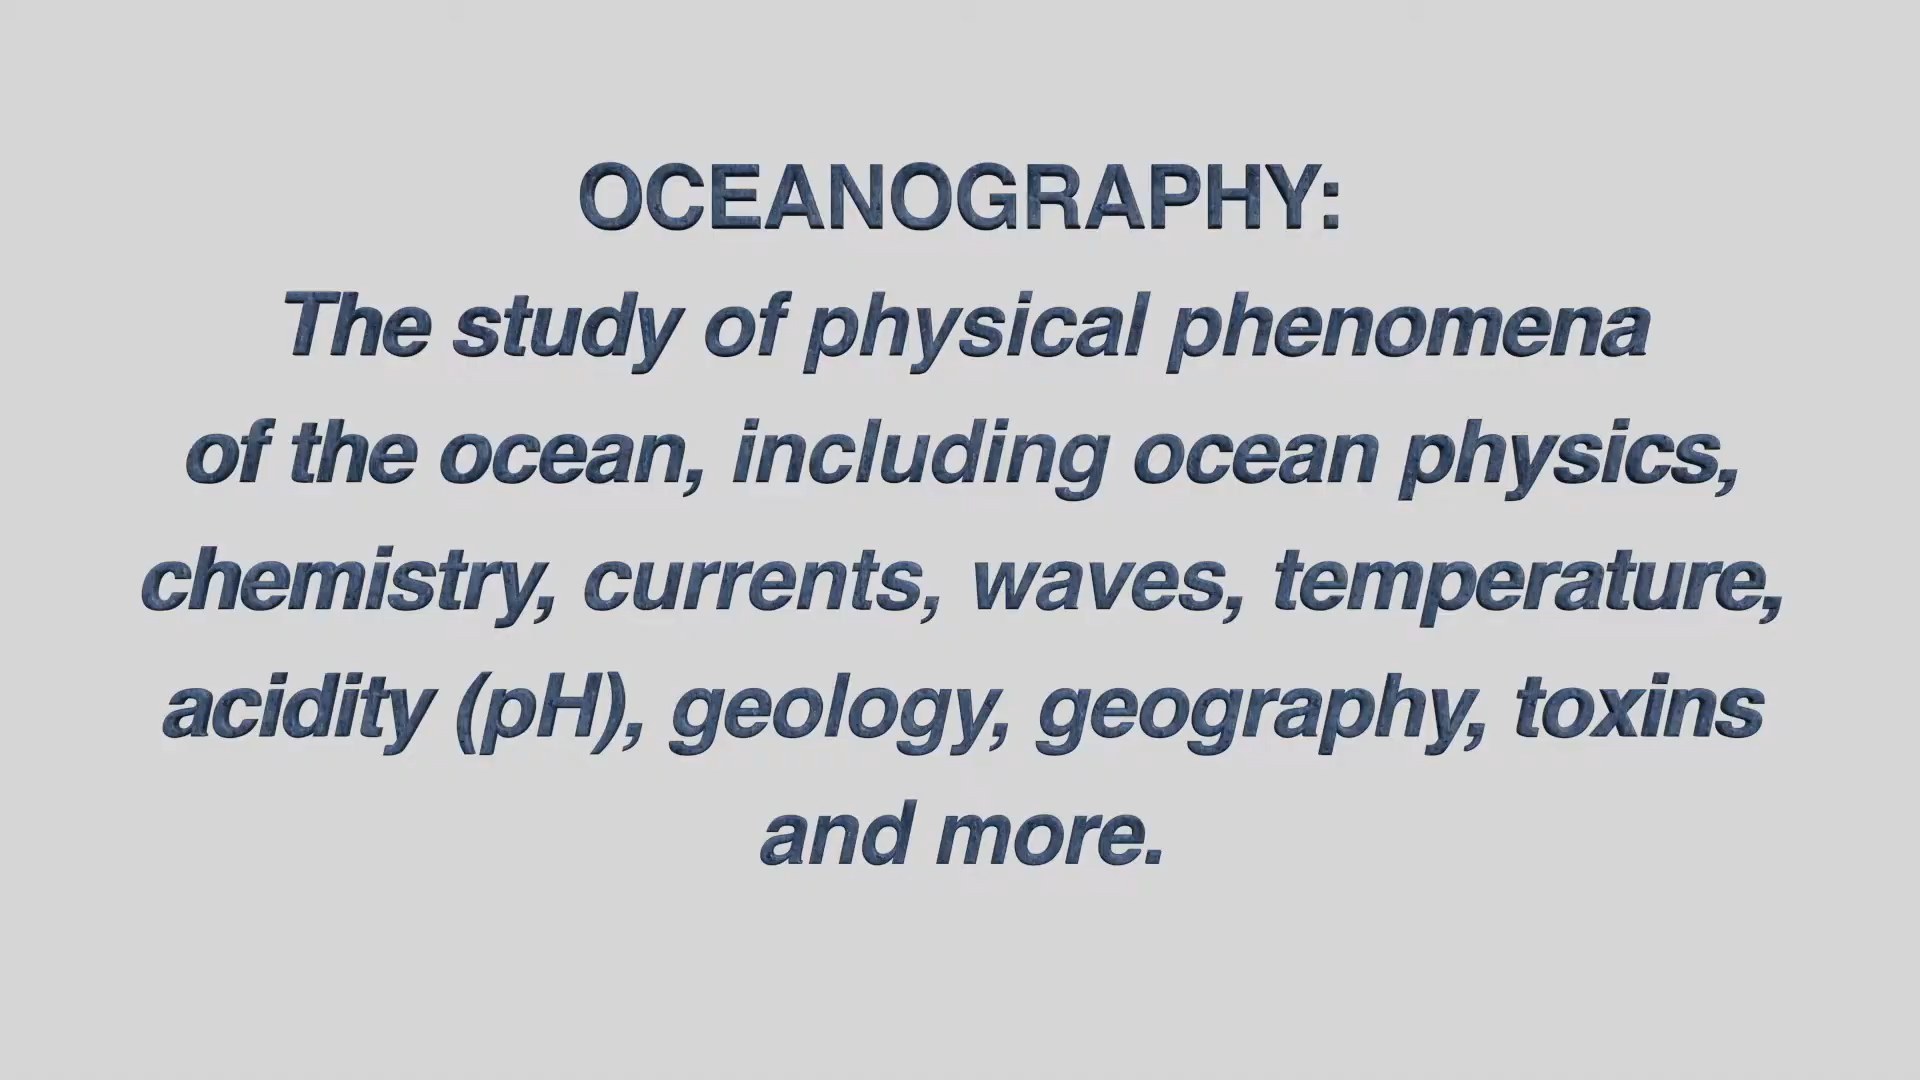 OCEANOGRAPHY:
The study of physical phenomena
of the ocean, including ocean physics,
chemistry, currents, waves, temperature,
acidity (pH), geology, geography, toxins
and more.